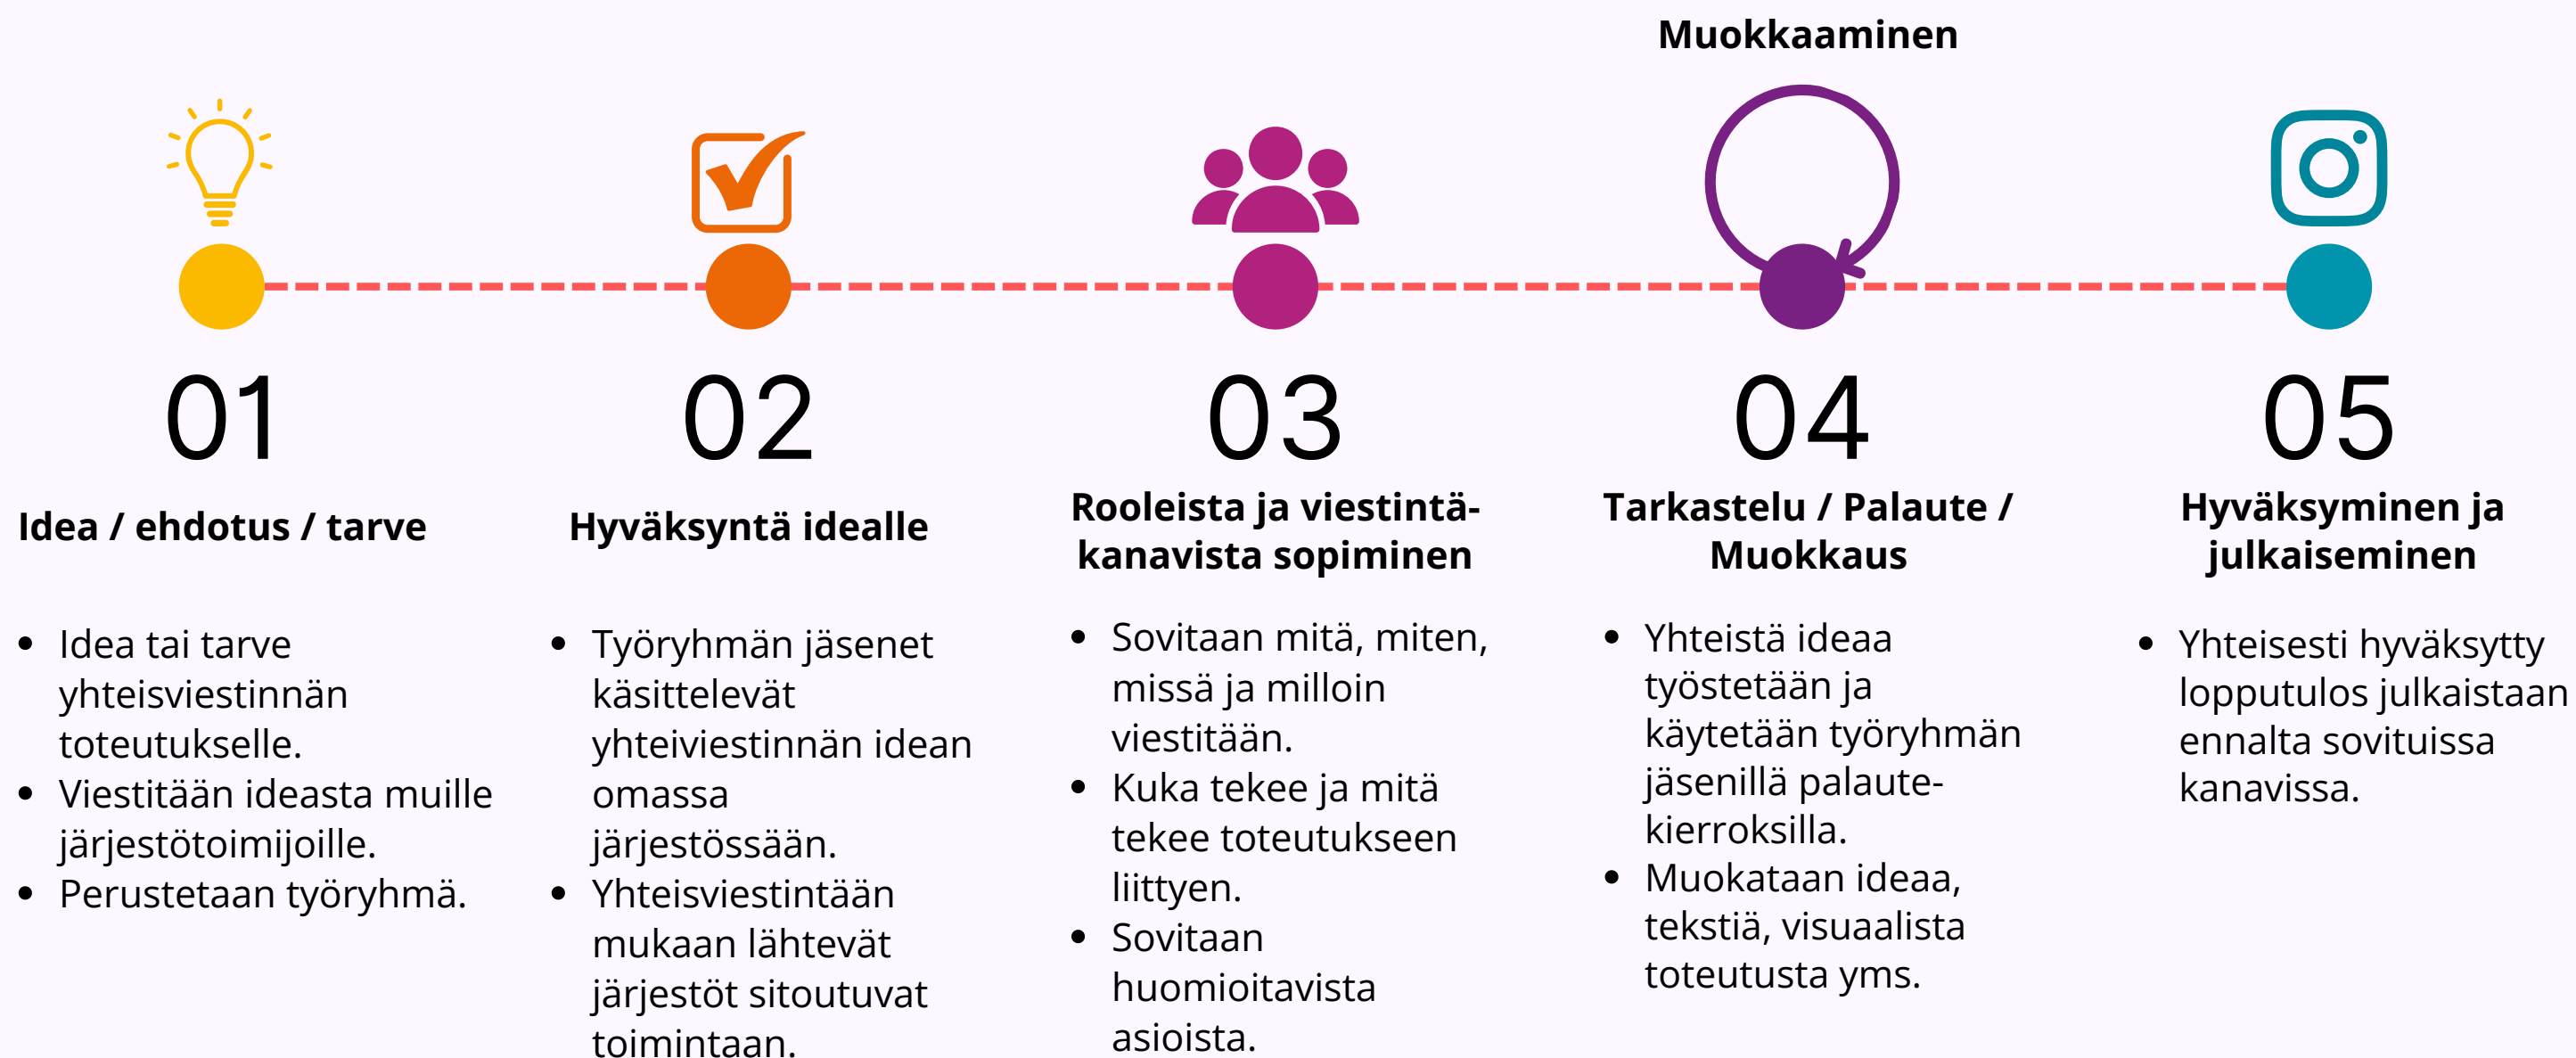 Muokkaaminen
01
Idea / ehdotus / tarve
Idea tai tarve
yhteisviestinnän
toteutukselle.
Viestitään ideasta muille
järjestötoimijoille.
Perustetaan työryhmä.
02
Hyväksyntä idealle
Työryhmän jäsenet
käsittelevät
yhteiviestinnän idean
omassa
järjestössään.
Yhteisviestintään
mukaan lähtevät
järjestöt sitoutuvat
toimintaan.
03
Rooleista ja viestintä-
kanavista sopiminen
Sovitaan mitä, miten,
missä ja milloin
viestitään.
Kuka tekee ja mitä
tekee toteutukseen
liittyen.
Sovitaan
huomioitavista
asioista.
04
Tarkastelu / Palaute /
Muokkaus
Yhteistä ideaa
työstetään ja
käytetään työryhmän
jäsenillä palaute-
kierroksilla.
Muokataan ideaa,
tekstiä, visuaalista
toteutusta yms.
05
Hyväksyminen ja
julkaiseminen
Yhteisesti hyväksytty
lopputulos julkaistaan
ennalta sovituissa
kanavissa.